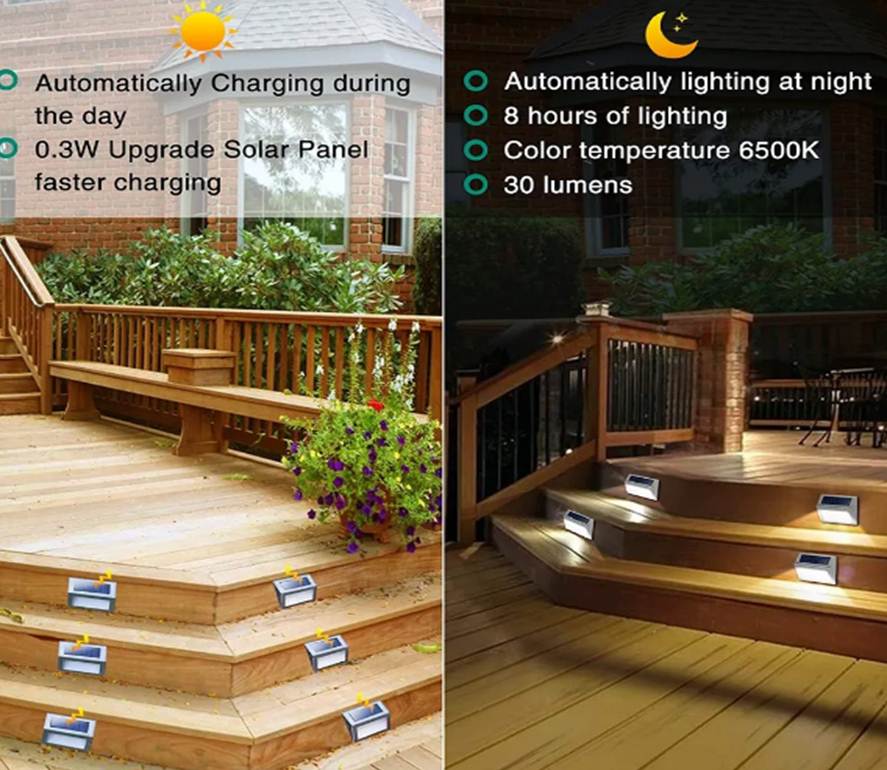 Automatically Charging during
the day
0.3W Upgrade Solar Panel
faster charging
Automatically lighting at night
8 hours of lighting
Color temperature 6500K
30 lumens